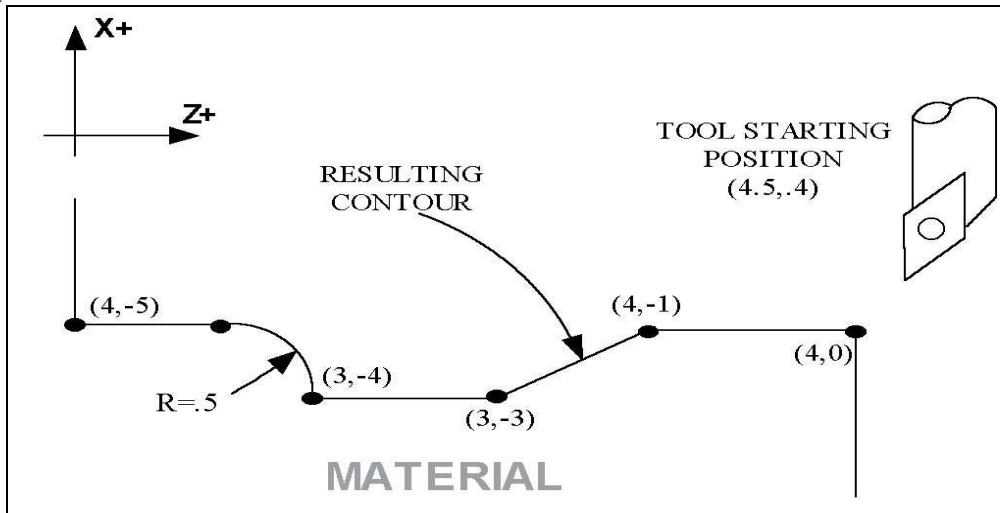 X+
Z+
TOOL STARTING
POSITION
(4.5,.4)
RESULTING
CONTOUR
(4,-5)
(4,-1)
(4,0)
(3,-4)
R=.5
(3,-3)
MATERIAL